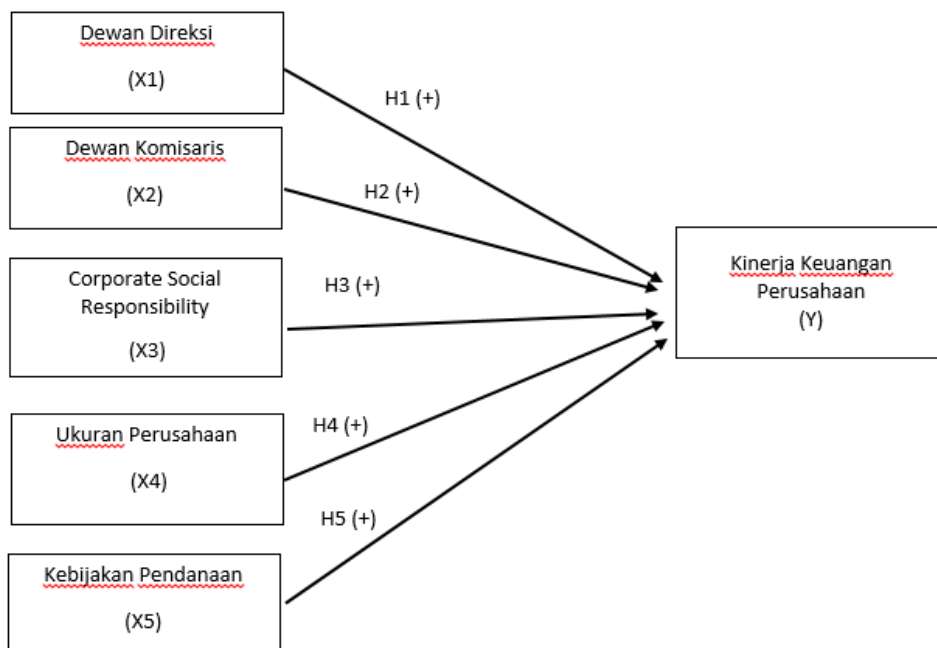 Dewan Direksi
(X1)
H1 (+)
Dewan Komisaris
(X2)
H2 (+)
Corporate Social
Responsibility
(X3)
H3 (+)
Ukuran Perusahaan
(X4)
H4 (+)
Kebijakan Pendanaan
(X5)
H5 (+)
Kinerja Keuangan
Perusahaan
(Y)